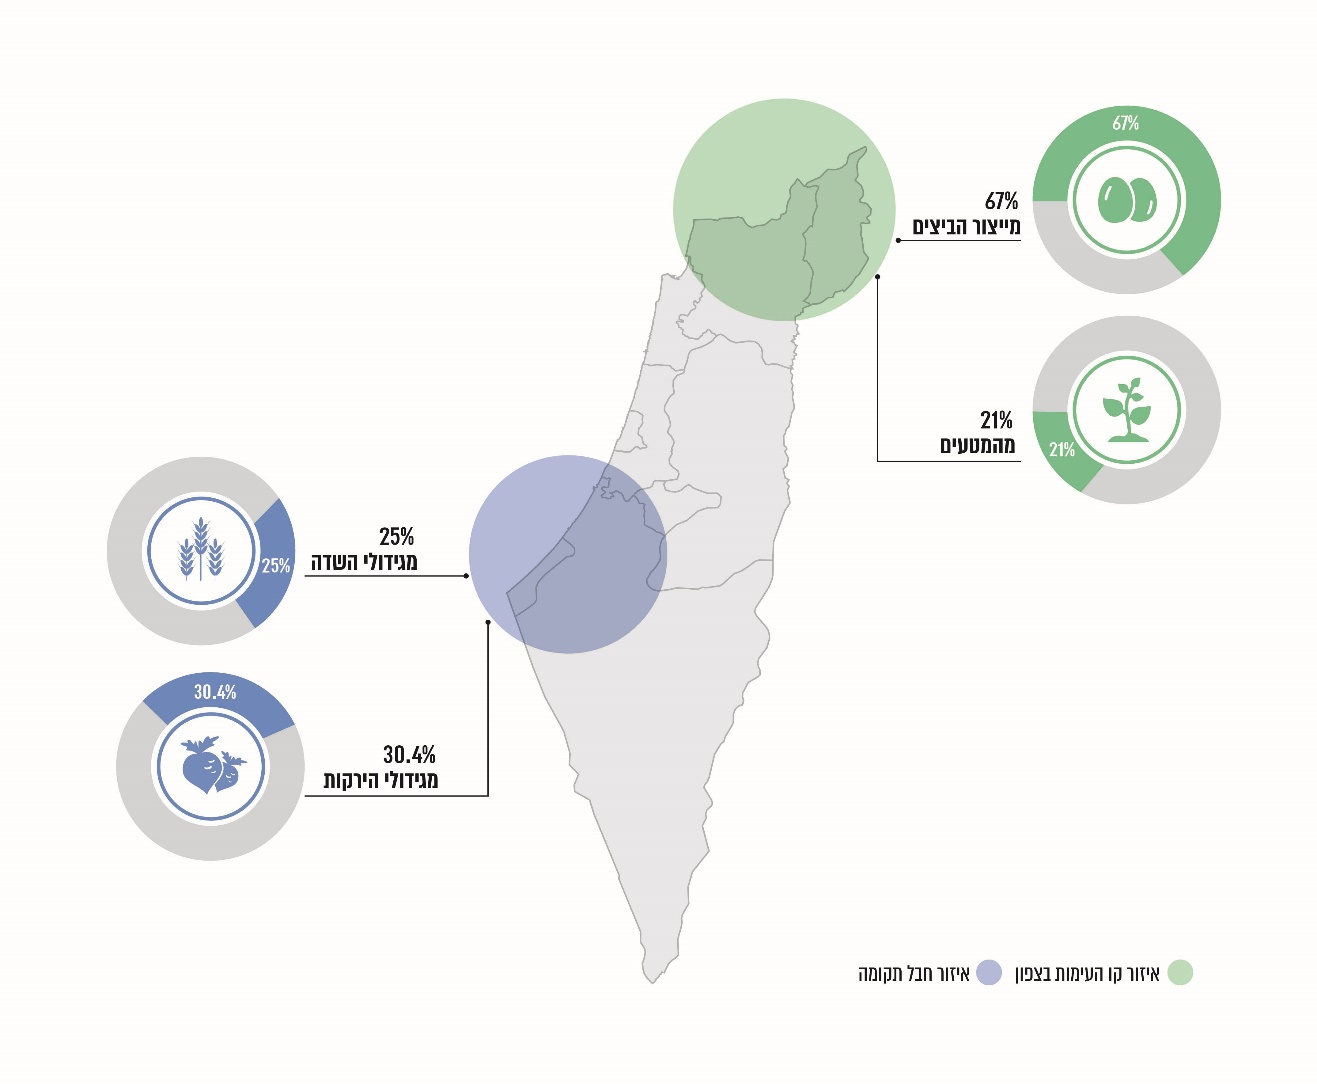 67%
67%
מייצור הביצים
21%
מהמטעים
21%
25%
מגידולי השדה
25%
30.4%
30.4%
מגידולי הירקות
איזור קו העימות בצפון
איזור חבל תקומה